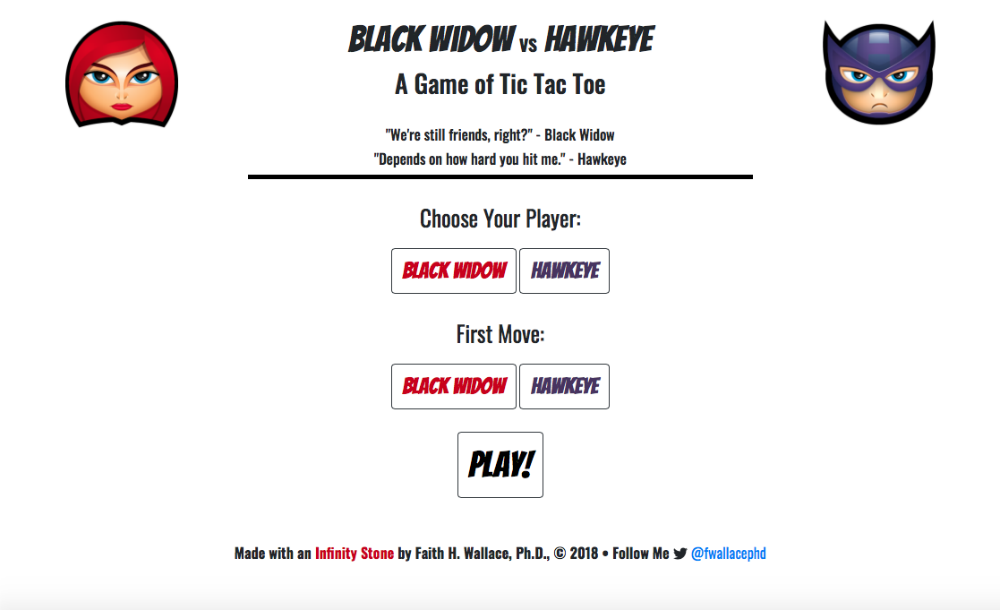 BLACK WIDOW vs HAWKEYE
A Game of Tic Tac Toe
"We're still friends, right?" - Black Widow
"Depends on how hard you hit me." - Hawkeye
Choose Your Player:
BLACK WIDOW HAWKEYE
First Move:
BLACK WIDOW HAWKEYE
PLAY!
Made with an Infinity Stone by Faith H. Wallace, Ph.D., © 2018 • Follow Me @fwallacephd